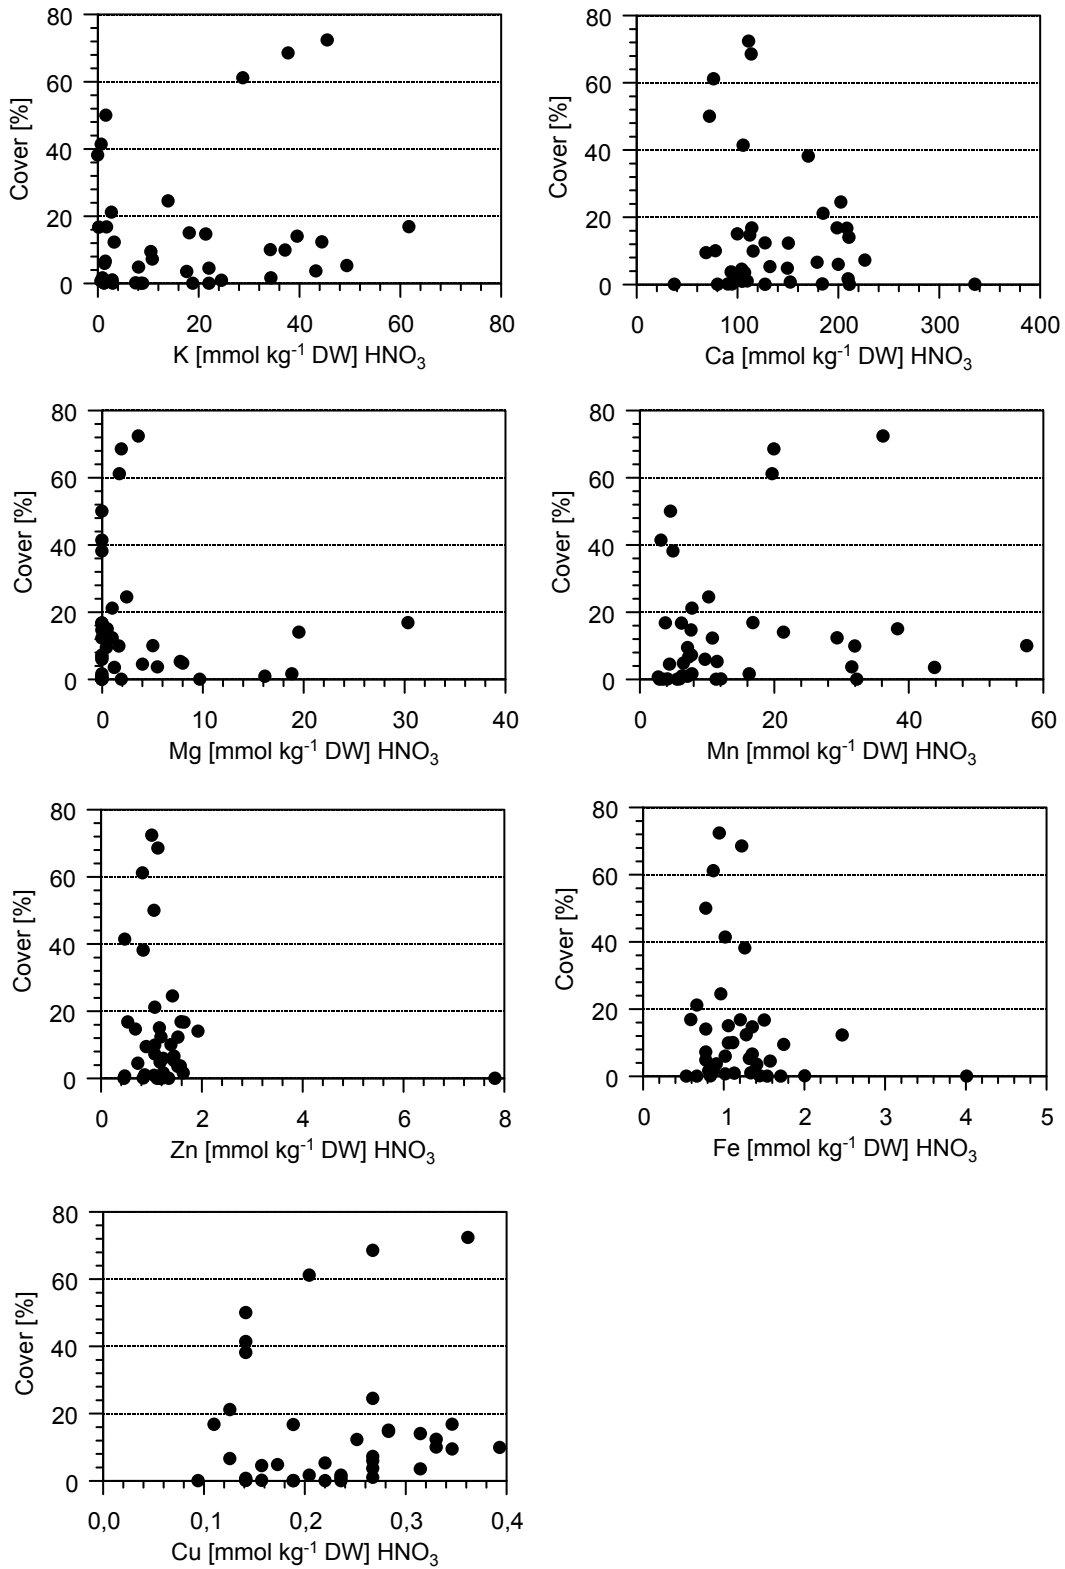 80
60
40
20
0
Cover [%]
0 20 40 60 80
K [mmol kg-1 DW] HNO3
80
60
40
20
0
Cover [%]
0 100 200 300 400
Ca [mmol kg-1 DW] HNO3
80
60
40
20
0
Cover [%]
0 10 20 30 40
Mg [mmol kg-1 DW] HNO3
80
60
40
20
0
Cover [%]
0 20 40 60
Mn [mmol kg-1 DW] HNO3
80
60
40
20
0
Cover [%]
0 2 4 6 8
Zn [mmol kg-1 DW] HNO3
80
60
40
20
0
Cover [%]
0 1 2 3 4 5
Fe [mmol kg-1 DW] HNO3
80
60
40
20
0
Cover [%]
0,0 0,1 0,2 0,3 0,4
Cu [mmol kg-1 DW] HNO3